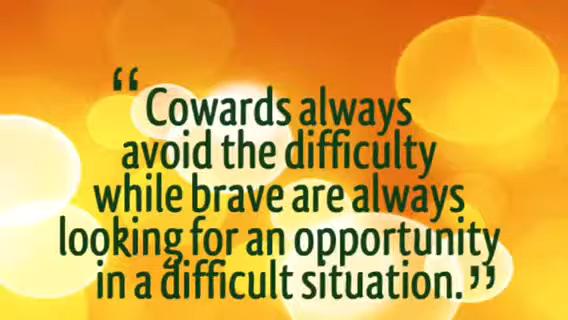 “Cowards always
avoid the difficulty
while brave are always
looking for an opportunity
in a difficult situation.”